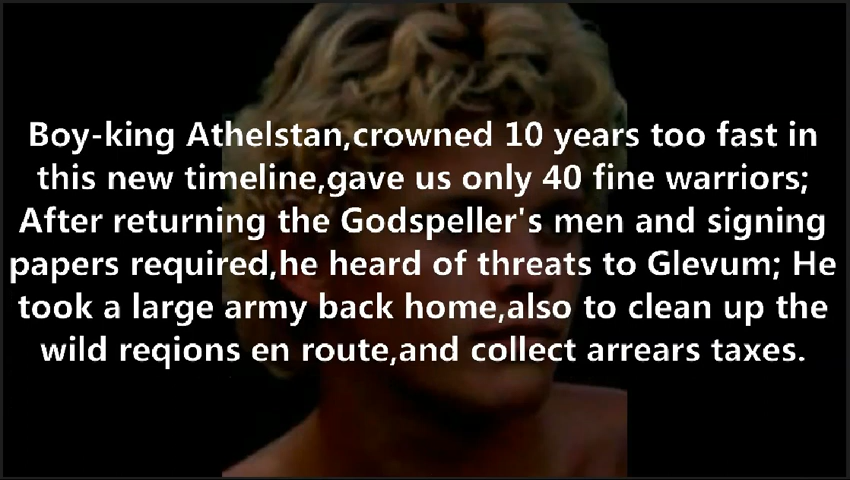 Boy-king Athelstan,crowned 10 years too fast in
this new timeline,gave us only 40 fine warriors;
After returning the Godspeller's men and signing
papers required,he heard of threats to Glevum; He
took a large army back home,also to clean up the
wild reqions en route,and collect arrears taxes.